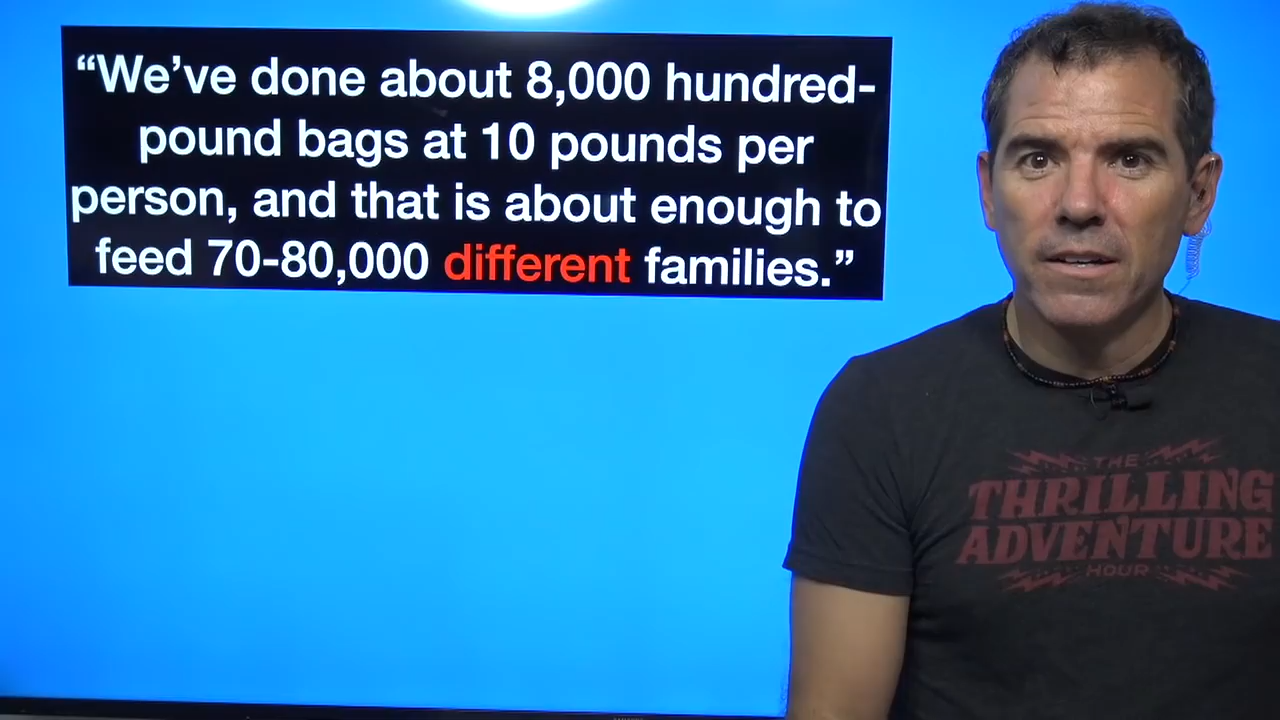 “We’ve done about 8,000 hundred-
pound bags at 10 pounds per
person, and that is about enough to
feed 70-80,000 different families.”
THE
THRILLING
ADVENTURE
HOUR